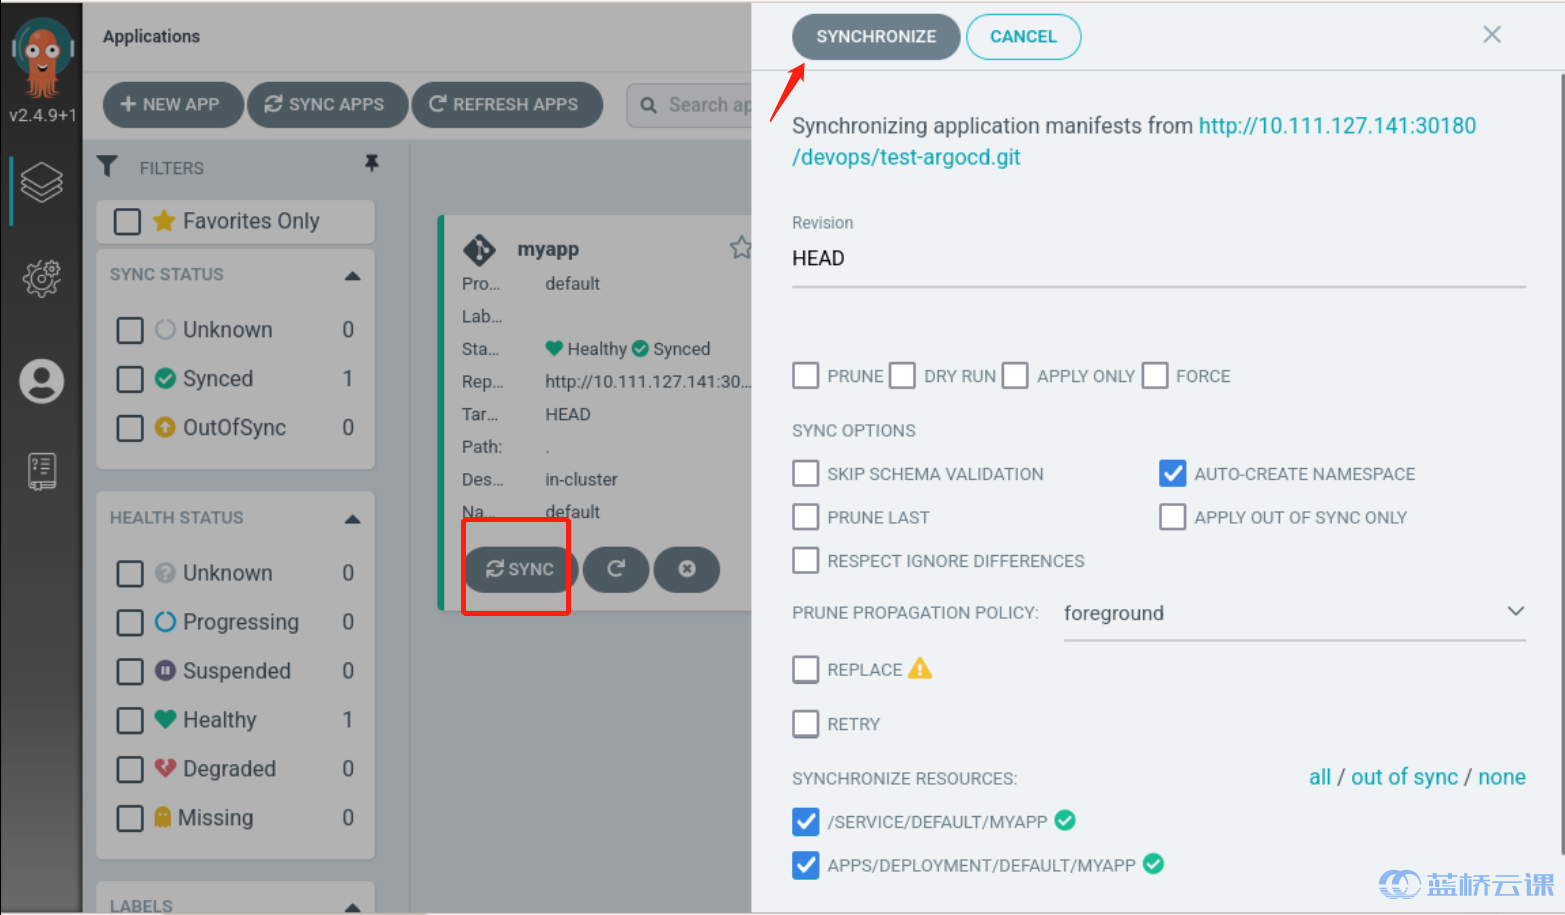 Applications
v2.4.9+1
NEW APP
SYNC APPS
REFRESH APPS
Search ap
FILTERS
Favorites Only
SYNC STATUS
Unknown 0
Synced 1
OutOfSync 0
HEALTH STATUS
Unknown 0
Progressing 0
Suspended 0
Healthy 1
Degraded 0
Missing 0
LABELS
myapp
Pro... default
Lab...
Sta... Healthy Synced
Rep... http://10.111.127.141:30...
Tar... HEAD
Path: .
Des... in-cluster
Na... default
SYNC
SYNCHRONIZE
CANCEL
Synchronizing application manifests from http://10.111.127.141:30180
/devops/test-argocd.git
Revision
HEAD
PRUNE DRY RUN APPLY ONLY FORCE
SYNC OPTIONS
SKIP SCHEMA VALIDATION AUTO-CREATE NAMESPACE
PRUNE LAST APPLY OUT OF SYNC ONLY
RESPECT IGNORE DIFFERENCES
PRUNE PROPAGATION POLICY: foreground
REPLACE
RETRY
SYNCHRONIZE RESOURCES: all / out of sync / none
/SERVICE/DEFAULT/MYAPP
APPS/DEPLOYMENT/DEFAULT/MYAPP
蓝桥云课